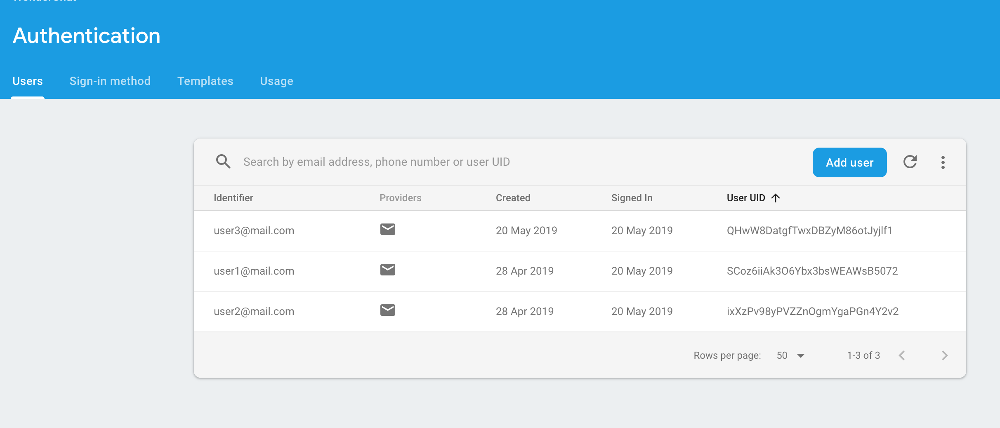 Authentication
Users Sign-in method Templates Usage
Search by email address, phone number or user UID Add user
Identifier Providers Created Signed In User UID
user3@mail.com 20 May 2019 20 May 2019 QHwW8DatgfTwxDBZyM86otJyjlf1
user1@mail.com 28 Apr 2019 20 May 2019 SCoz6iiAk3O6Ybx3bsWEAWsB5072
user2@mail.com 28 Apr 2019 20 May 2019 ixXzPv98yPVZZnOgmYgaPGn4Y2v2
Rows per page: 50 1-3 of 3